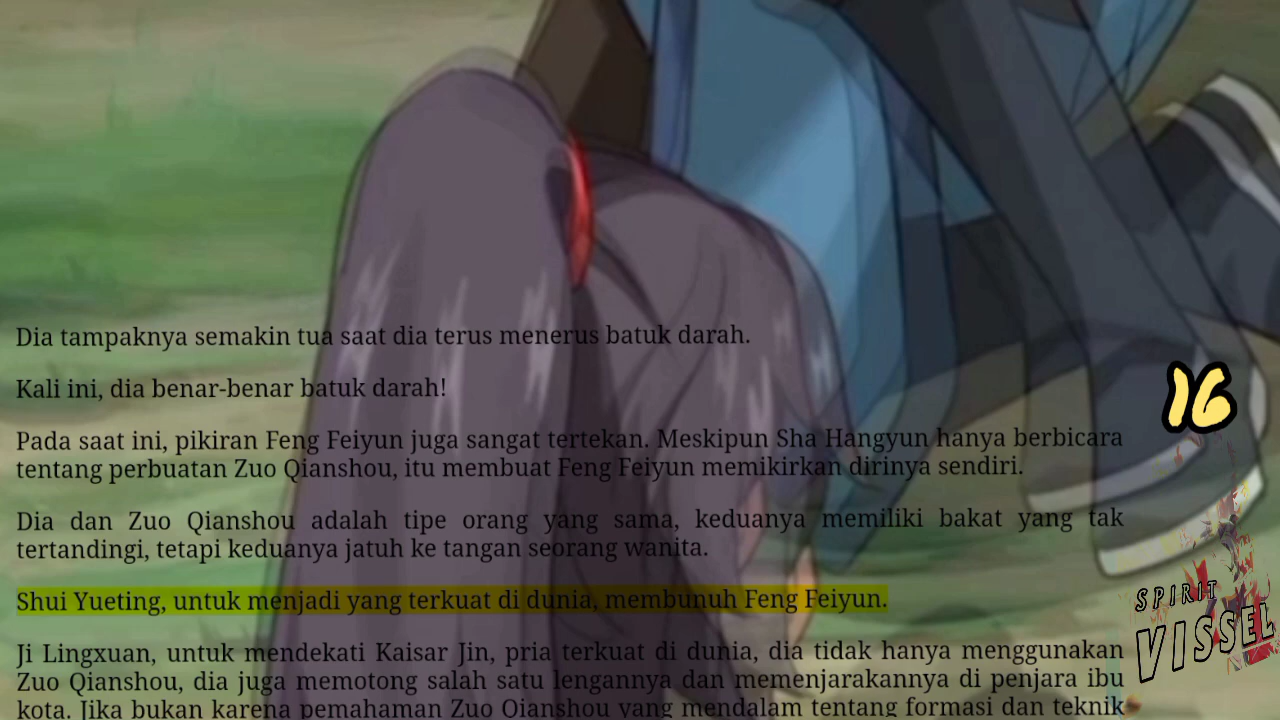 Dia tampaknya semakin tua saat dia terus menerus batuk darah.
Kali ini, dia benar-benar batuk darah!
Pada saat ini, pikiran Feng Feiyun juga sangat tertekan. Meskipun Sha Hangyun hanya berbicara
tentang perbuatan Zuo Qianshou, itu membuat Feng Feiyun memikirkan dirinya sendiri.
Dia dan Zuo Qianshou adalah tipe orang yang sama, keduanya memiliki bakat yang tak
tertandingi, tetapi keduanya jatuh ke tangan seorang wanita.
Shui Yueting, untuk menjadi yang terkuat di dunia, membunuh Feng Feiyun.
Ji Lingxuan, untuk mendekati Kaisar Jin, pria terkuat di dunia, dia tidak hanya menggunakan
Zuo Qianshou, dia juga memotong salah satu lengannya dan memenjarakannya di penjara ibu
kota. Jika bukan karena pemahaman Zuo Qianshou yang mendalam tentang formasi dan teknik
16
SPIRIT
VISSEL